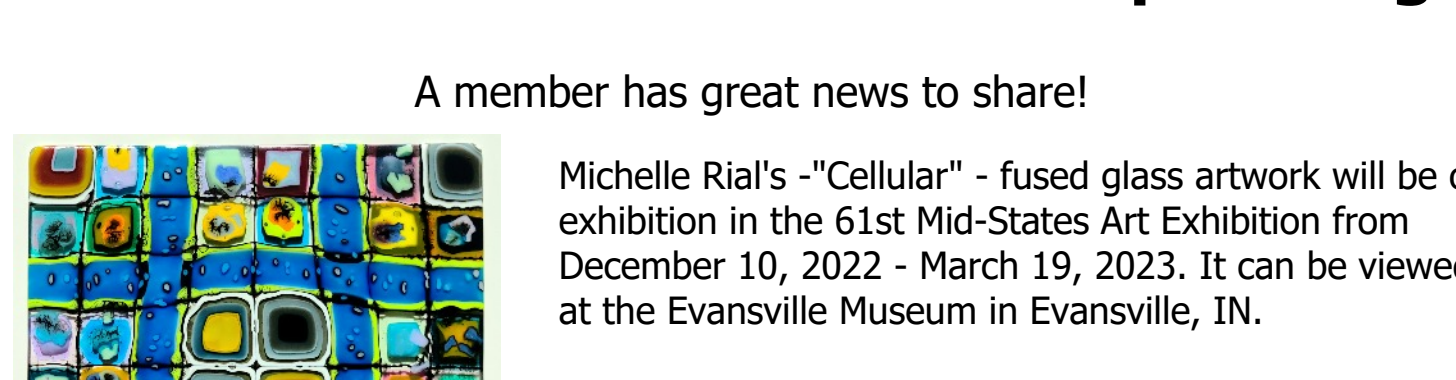 A member has great news to share!
Michelle Rial's -"Cellular" - fused glass artwork will be
exhibition in the 61st Mid-States Art Exhibition from
December 10, 2022 - March 19, 2023. It can be viewed
at the Evansville Museum in Evansville, IN.